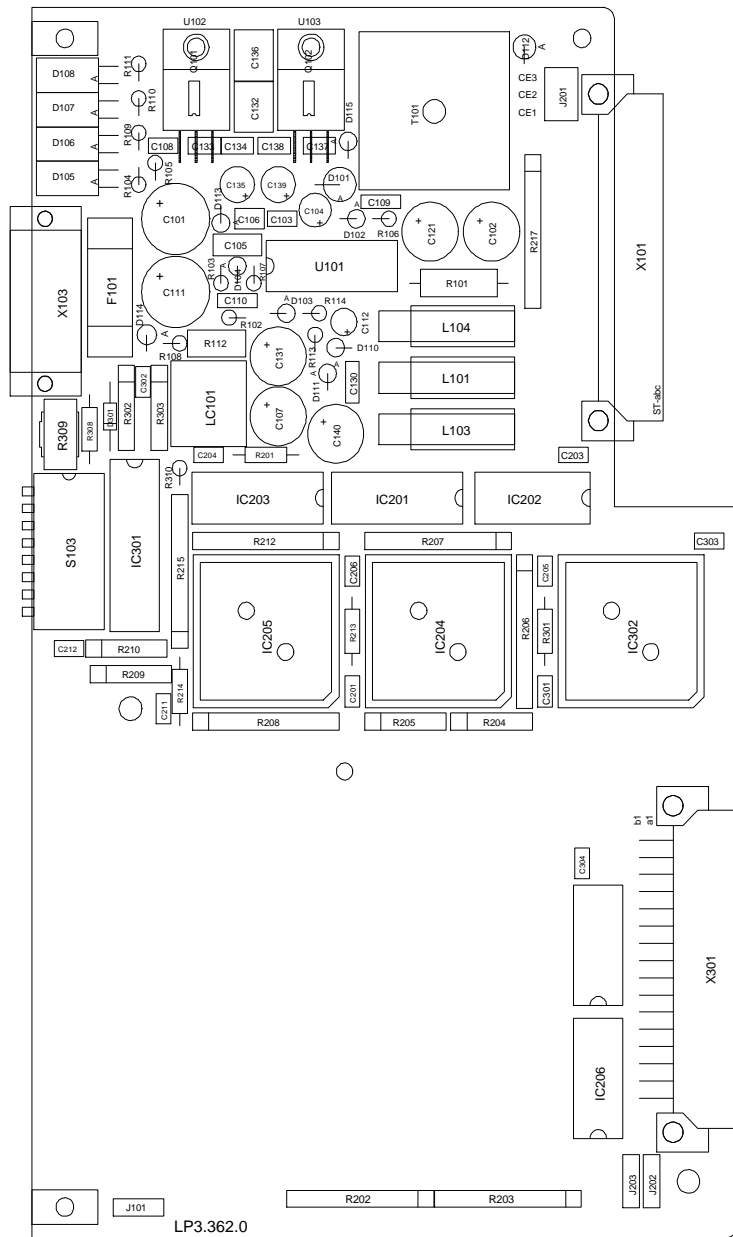 U102
U103
D108
D107
D106
D105
A
A
A
A
R111
R110
R109
R104
R105
Q101
Q102
C136
C132
C108
C133
C134
C138
C137
D115
A
T101
D112
A
CE3
CE2
CE1
J201
X103
F101
C101
C111
D114
D113
A
C135
C139
C104
D101
A
C109
A
D102
R106
C106
C103
C105
U101
C121
C102
R217
X101
R103
A
D104
R107
C110
R102
A
D103
R114
C112
R101
L104
L101
L103
ST-abc
A
R108
R112
C131
R113
D110
D111
A
A
C130
LC101
C107
C140
R309
R308
D301
R302
C302
R303
C204
R201
C203
R310
S103
IC301
R215
IC203
IC201
IC202
C303
R212
R207
C206
C205
R213
R206
R301
IC205
IC204
IC302
C212
R210
R209
R214
C211
C201
C301
R208
R205
R204
b1
a1
C304
X301
IC206
J203
J202
J101
R202
R203
LP3.362.0